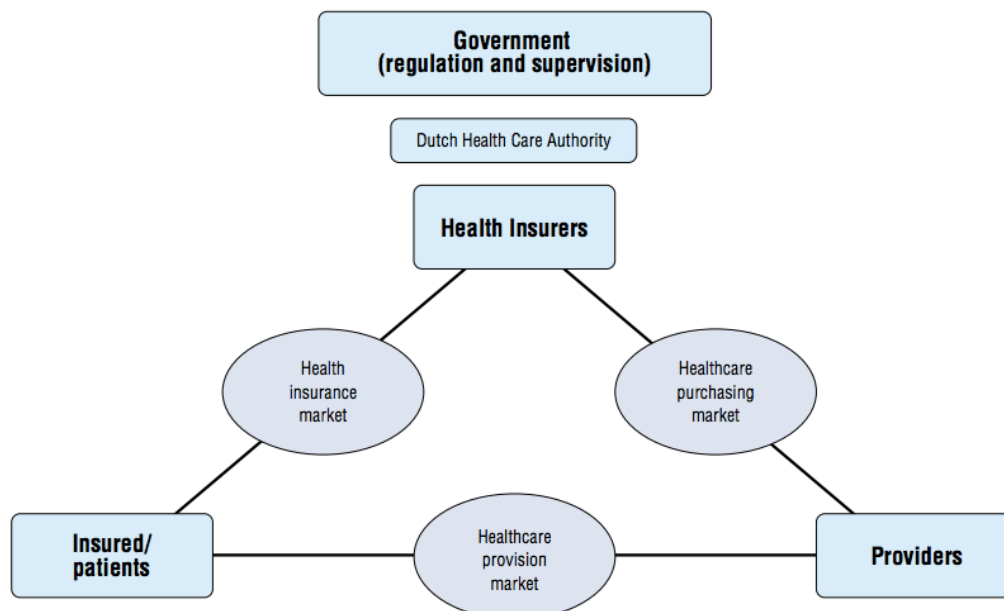 Government
(regulation and supervision)
Dutch Health Care Authority
Health Insurers
Health
insurance
market
Healthcare
purchasing
market
Insured/
patients
Healthcare
provision
market
Providers